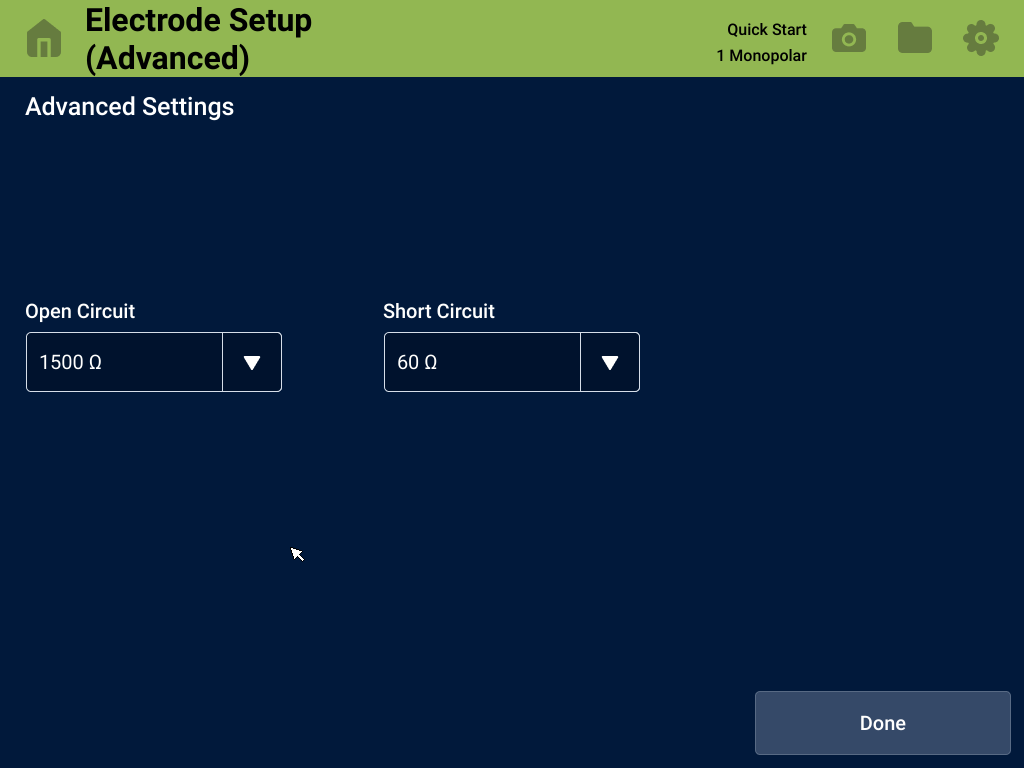 Electrode Setup
(Advanced)
Quick Start
1 Monopolar
Advanced Settings
Open Circuit
Short Circuit
1500 Ω
60 Ω
Done